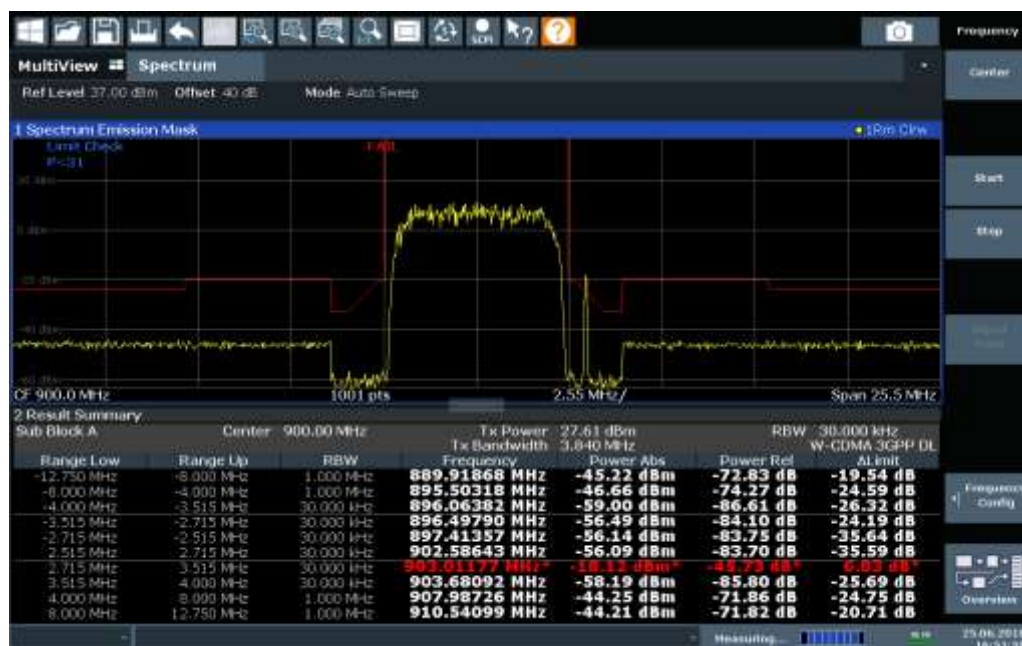 Frequency
MultiView Spectrum
Center
Ref Level 37.00 dBm Offset 40 dB Mode Auto Sweep
1 Spectrum Emission Mask 1Rm Clrw
Limit Check FAIL
P<31
Start
Stop
CF 900.0 MHz 1001 pts 2.55 MHz/ Span 25.5 MHz
2 Result Summary
Sub Block A Center 900.00 MHz Tx Power 27.61 dBm RBW 30.000 kHz
Tx Bandwidth 3.840 MHz W-CDMA 3GPP DL
Range Low Range Up RBW Frequency Power Abs Power Rel ΔLimit
-12.750 MHz -8.000 MHz 1.000 MHz 889.91868 MHz -45.22 dBm -72.83 dB -19.54 dB
-8.000 MHz -4.000 MHz 1.000 MHz 895.50318 MHz -46.66 dBm -74.27 dB -24.59 dB
-4.000 MHz -3.515 MHz 30.000 kHz 896.06382 MHz -59.00 dBm -86.61 dB -26.32 dB
-3.515 MHz -2.715 MHz 30.000 kHz 896.49790 MHz -56.49 dBm -84.10 dB -24.19 dB
-2.715 MHz -2.515 MHz 30.000 kHz 897.41357 MHz -56.14 dBm -83.75 dB -35.64 dB
2.515 MHz 2.715 MHz 30.000 kHz 902.58643 MHz -56.09 dBm -83.70 dB -35.59 dB
2.715 MHz 3.515 MHz 30.000 kHz 903.01177 MHz* -18.12 dBm* -45.73 dB* 6.83 dB*
3.515 MHz 4.000 MHz 30.000 kHz 903.68092 MHz -58.19 dBm -85.80 dB -25.69 dB
4.000 MHz 8.000 MHz 1.000 MHz 907.98726 MHz -44.25 dBm -71.86 dB -24.75 dB
8.000 MHz 12.750 MHz 1.000 MHz 910.54099 MHz -44.21 dBm -71.82 dB -20.71 dB
Frequency
Config
Overview
Measuring...